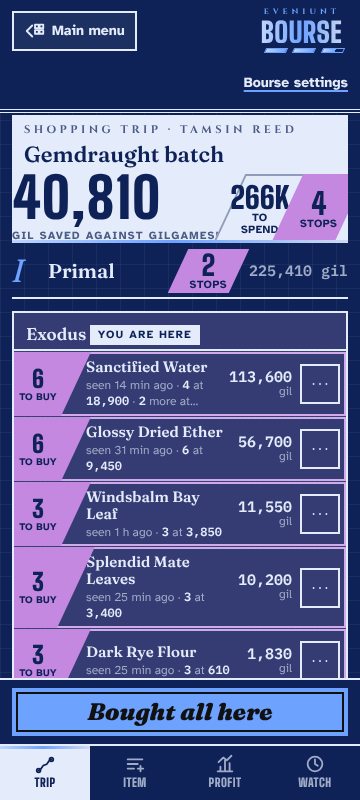 Main menu
EVENIUNT
BOURSE
Bourse settings
SHOPPING TRIP · TAMSIN REED
Gemdraught batch
40,810
GIL SAVED AGAINST GILGAMES
266K
TO
SPEND
4
STOPS
I Primal
2
STOPS
225,410 gil
Exodus YOU ARE HERE
6
TO BUY
Sanctified Water
seen 14 min ago · 4 at
18,900 · 2 more at…
113,600
gil
...
6
TO BUY
Glossy Dried Ether
seen 31 min ago · 6 at
9,450
56,700
gil
...
3
TO BUY
Windsbalm Bay
Leaf
seen 1 h ago · 3 at 3,850
11,550
gil
...
3
TO BUY
Splendid Mate
Leaves
seen 25 min ago · 3 at
3,400
10,200
gil
...
3
TO BUY
Dark Rye Flour
seen 25 min ago · 3 at 610
1,830
gil
...
Bought all here
TRIP
ITEM
PROFIT
WATCH